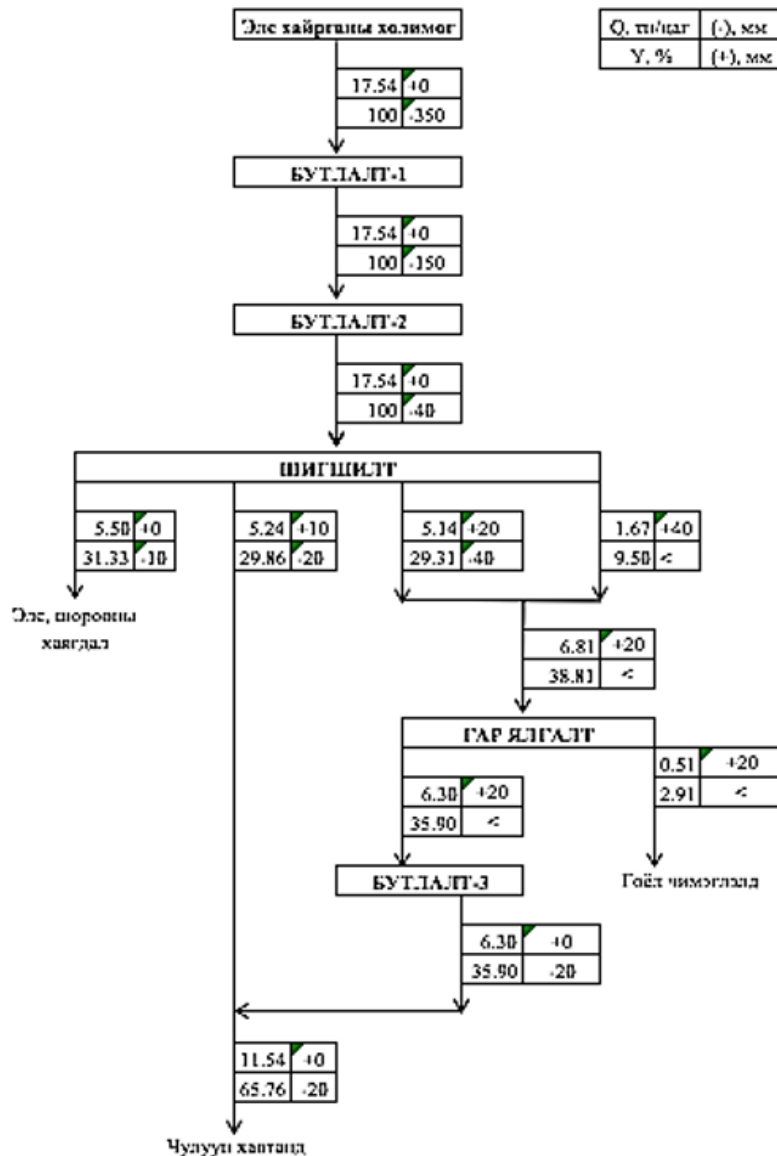 Элс хайрганы холимог
Q, тн/цаг (-), мм
Y, % (+), мм
17.54 +0
100 -350
БУТЛАЛТ-1
17.54 +0
100 -150
БУТЛАЛТ-2
17.54 +0
100 -40
ШИГШИЛТ
5.50 +0 5.24 +10 5.14 +20 1.67 +40
31.33 -10 29.86 -20 29.31 -40 9.50 <
Элс, шорооны
хаягдал
6.81 +20
38.81 <
ГАР ЯЛГАЛТ
0.51 +20
2.91 <
6.30 +20
35.90 <
БУТЛАЛТ-3
Гоёл чимэглэлд
6.30 +0
35.90 -20
11.54 +0
65.76 -20
Чулуун хавтанд